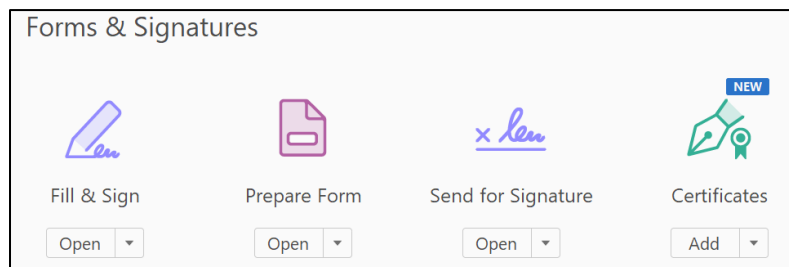 Forms & Signatures
NEW
Fill & Sign Prepare Form Send for Signature Certificates
Open Open Open Add